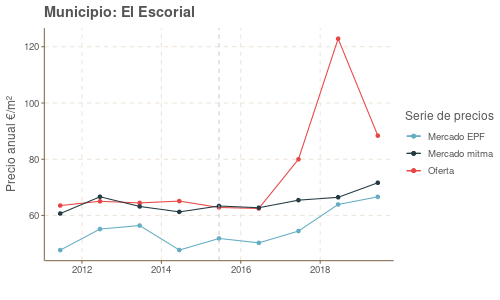 Municipio: El Escorial
Precio anual €/m²
120
100
80
60
2012
2014
2016
2018
Serie de precios
Mercado EPF
Mercado mitma
Oferta